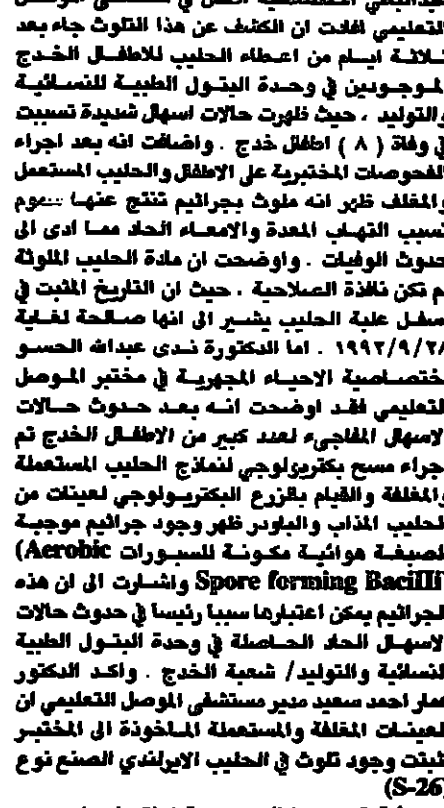 التعليمي افادت ان الكشف عن هذا التلوث جاء بعد
ثلاثة ايام من اعطاء الحليب للاطفال الخدج
الموجودين في وحدة البتول الطبية للنسائية
والتوليد ، حيث ظهرت حالات اسهال شديدة تسببت
في وفاة ( ٨ ) اطفال خدج . واضافت انه بعد اجراء
الفحوصات المختبرية على الاطفال والحليب المستعمل
والمغلف ظهر انه ملوث بجراثيم تنتج عنها سموم
تسبب التهاب المعدة والامعاء الحاد مما ادى الى
حدوث الوفيات . واوضحت ان مادة الحليب الملوثة
لم تكن نافذة الصلاحية ، حيث ان التاريخ المثبت في
اسفل علبة الحليب يشير الى انها صالحة لغاية
١٩٩٢/٩/٢٨ . اما الدكتورة ندى عبدالله الحسو
اختصاصية الاحياء المجهرية في مختبر الموصل
التعليمي فقد اوضحت انه بعد حدوث حالات
الاسهال المفاجيء لعدد كبير من الاطفال الخدج تم
اجراء مسح بكتريولوجي لنماذج الحليب المستعملة
والمغلفة والقيام بالزرع البكتريولوجي لعينات من
الحليب المذاب والباودر ظهر وجود جراثيم موجبة
لصبغة هوائية مكونة للسبورات (Aerobic
Spore forming Bacilli) واشارت الى ان هذه
الجراثيم يمكن اعتبارها سببا رئيسا في حدوث حالات
الاسهال الحاد الحاصلة في وحدة البتول الطبية
النسائية والتوليد/ شعبة الخدج . واكد الدكتور
عمار احمد سعيد مدير مستشفى الموصل التعليمي ان
العينات المغلفة والمستعملة الماخوذة الى المختبر
اثبتت وجود تلوث في الحليب الايرلندي الصنع نوع
(S-26)